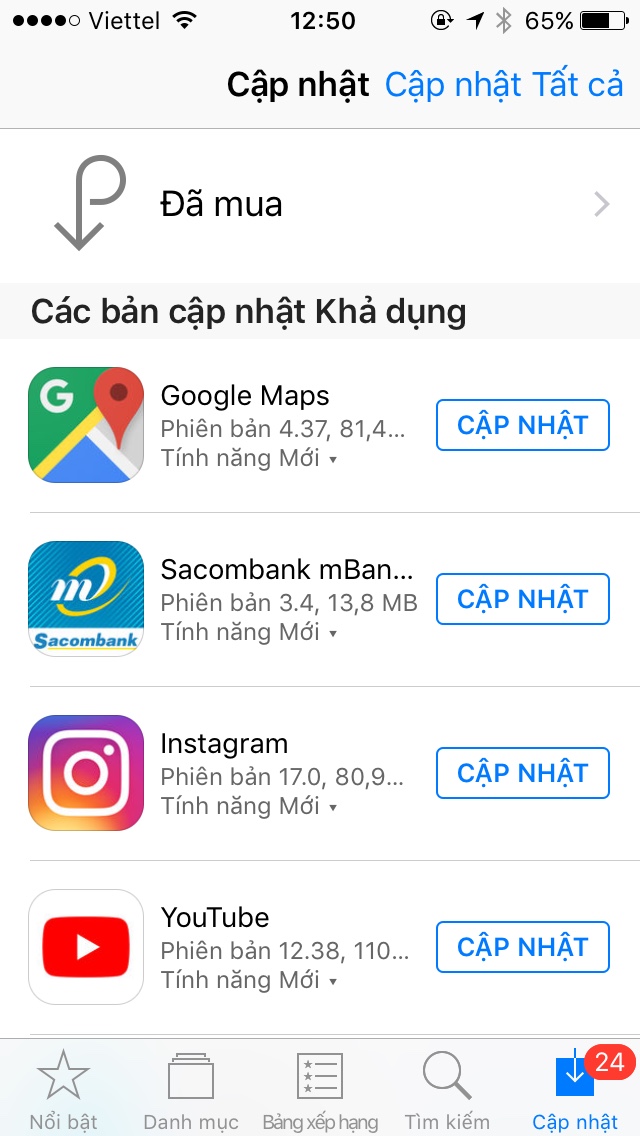 Viettel 12:50 65%
Cập nhật Cập nhật Tất cả
Đã mua
Các bản cập nhật Khả dụng
G
Google Maps
Phiên bản 4.37, 81,4...
Tính năng Mới
CẬP NHẬT
m
Sacombank
Sacombank mBan...
Phiên bản 3.4, 13,8 MB
Tính năng Mới
CẬP NHẬT
Instagram
Phiên bản 17.0, 80,9...
Tính năng Mới
CẬP NHẬT
YouTube
Phiên bản 12.38, 110...
Tính năng Mới
CẬP NHẬT
24
Nổi bật Danh mục Bảng xếp hạng Tìm kiếm Cập nhật